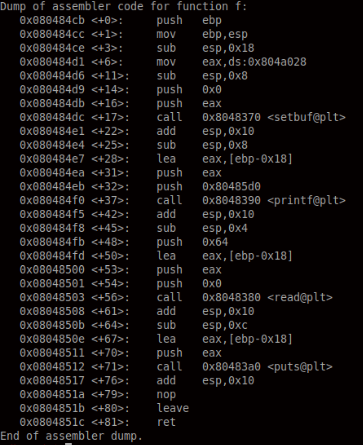 Dump of assembler code for function f:
0x080484cb <+0>: push ebp
0x080484cc <+1>: mov ebp,esp
0x080484ce <+3>: sub esp,0x18
0x080484d1 <+6>: mov eax,ds:0x804a028
0x080484d6 <+11>: sub esp,0x8
0x080484d9 <+14>: push 0x0
0x080484db <+16>: push eax
0x080484dc <+17>: call 0x8048370 <setbuf@plt>
0x080484e1 <+22>: add esp,0x10
0x080484e4 <+25>: sub esp,0x8
0x080484e7 <+28>: lea eax,[ebp-0x18]
0x080484ea <+31>: push eax
0x080484eb <+32>: push 0x80485d0
0x080484f0 <+37>: call 0x8048390 <printf@plt>
0x080484f5 <+42>: add esp,0x10
0x080484f8 <+45>: sub esp,0x4
0x080484fb <+48>: push 0x64
0x080484fd <+50>: lea eax,[ebp-0x18]
0x08048500 <+53>: push eax
0x08048501 <+54>: push 0x0
0x08048503 <+56>: call 0x8048380 <read@plt>
0x08048508 <+61>: add esp,0x10
0x0804850b <+64>: sub esp,0xc
0x0804850e <+67>: lea eax,[ebp-0x18]
0x08048511 <+70>: push eax
0x08048512 <+71>: call 0x80483a0 <puts@plt>
0x08048517 <+76>: add esp,0x10
0x0804851a <+79>: nop
0x0804851b <+80>: leave
0x0804851c <+81>: ret
End of assembler dump.